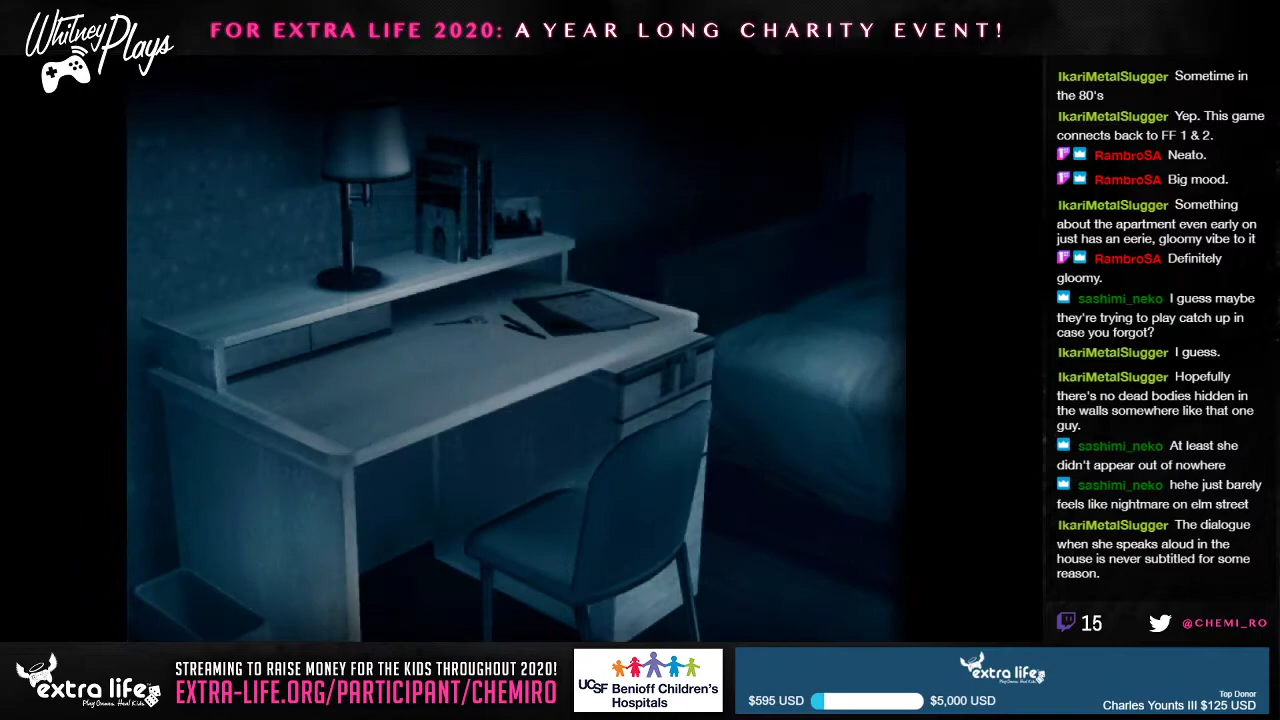 Whitney Plays
FOR EXTRA LIFE 2020: A YEAR LONG CHARITY EVENT!
IkariMetalSlugger Sometime in
the 80's
IkariMetalSlugger Yep. This game
connects back to FF 1 & 2.
RambroSA Neato.
RambroSA Big mood.
IkariMetalSlugger Something
about the apartment even early on
just has an eerie, gloomy vibe to it
RambroSA Definitely
gloomy.
sashimi_neko I guess maybe
they're trying to play catch up in
case you forgot?
IkariMetalSlugger I guess.
IkariMetalSlugger Hopefully
there's no dead bodies hidden in
the walls somewhere like that one
guy.
sashimi_neko At least she
didn't appear out of nowhere
sashimi_neko hehe just barely
feels like nightmare on elm street
IkariMetalSlugger The dialogue
when she speaks aloud in the
house is never subtitled for some
reason.
15
@CHEMI_RO
extra life
Play Games. Heal Kids.
STREAMING TO RAISE MONEY FOR THE KIDS THROUGHOUT 2020!
EXTRA-LIFE.ORG/PARTICIPANT/CHEMIRO
UCSF Benioff Children's
Hospitals
extra life
Play Games. Heal Kids.
$595 USD
$5,000 USD
Top Donor
Charles Younts III $125 USD